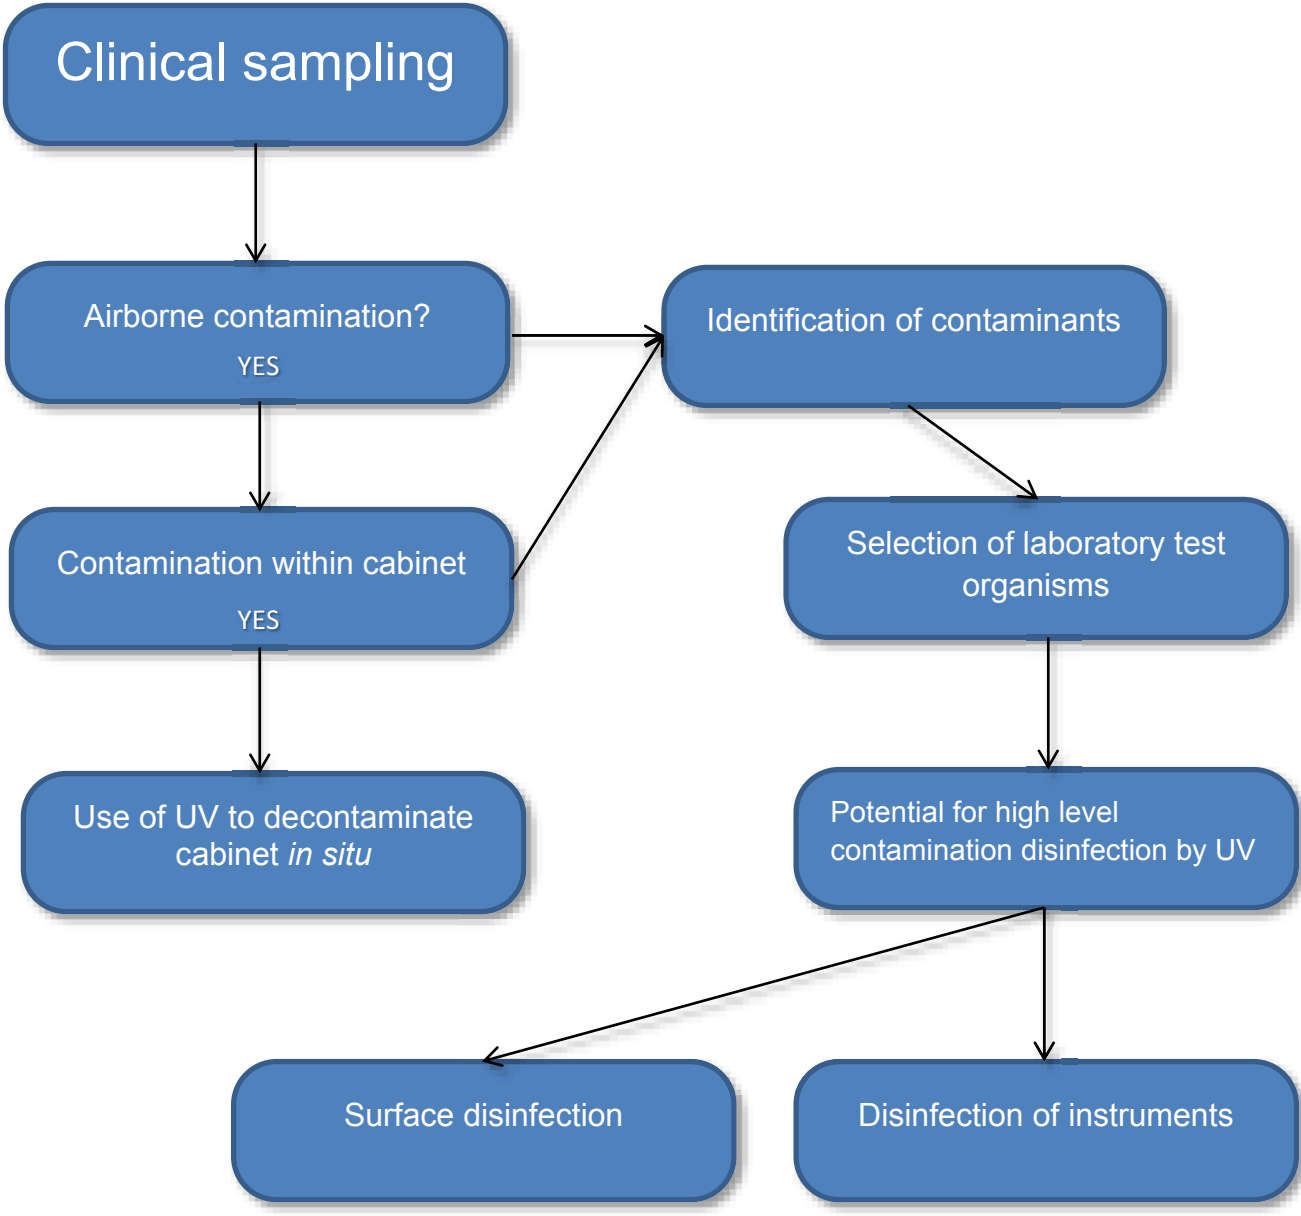 Clinical sampling
Airborne contamination?
YES
Identification of contaminants
Contamination within cabinet
YES
Selection of laboratory test
organisms
Use of UV to decontaminate
cabinet in situ
Potential for high level
contamination disinfection by UV
Surface disinfection
Disinfection of instruments